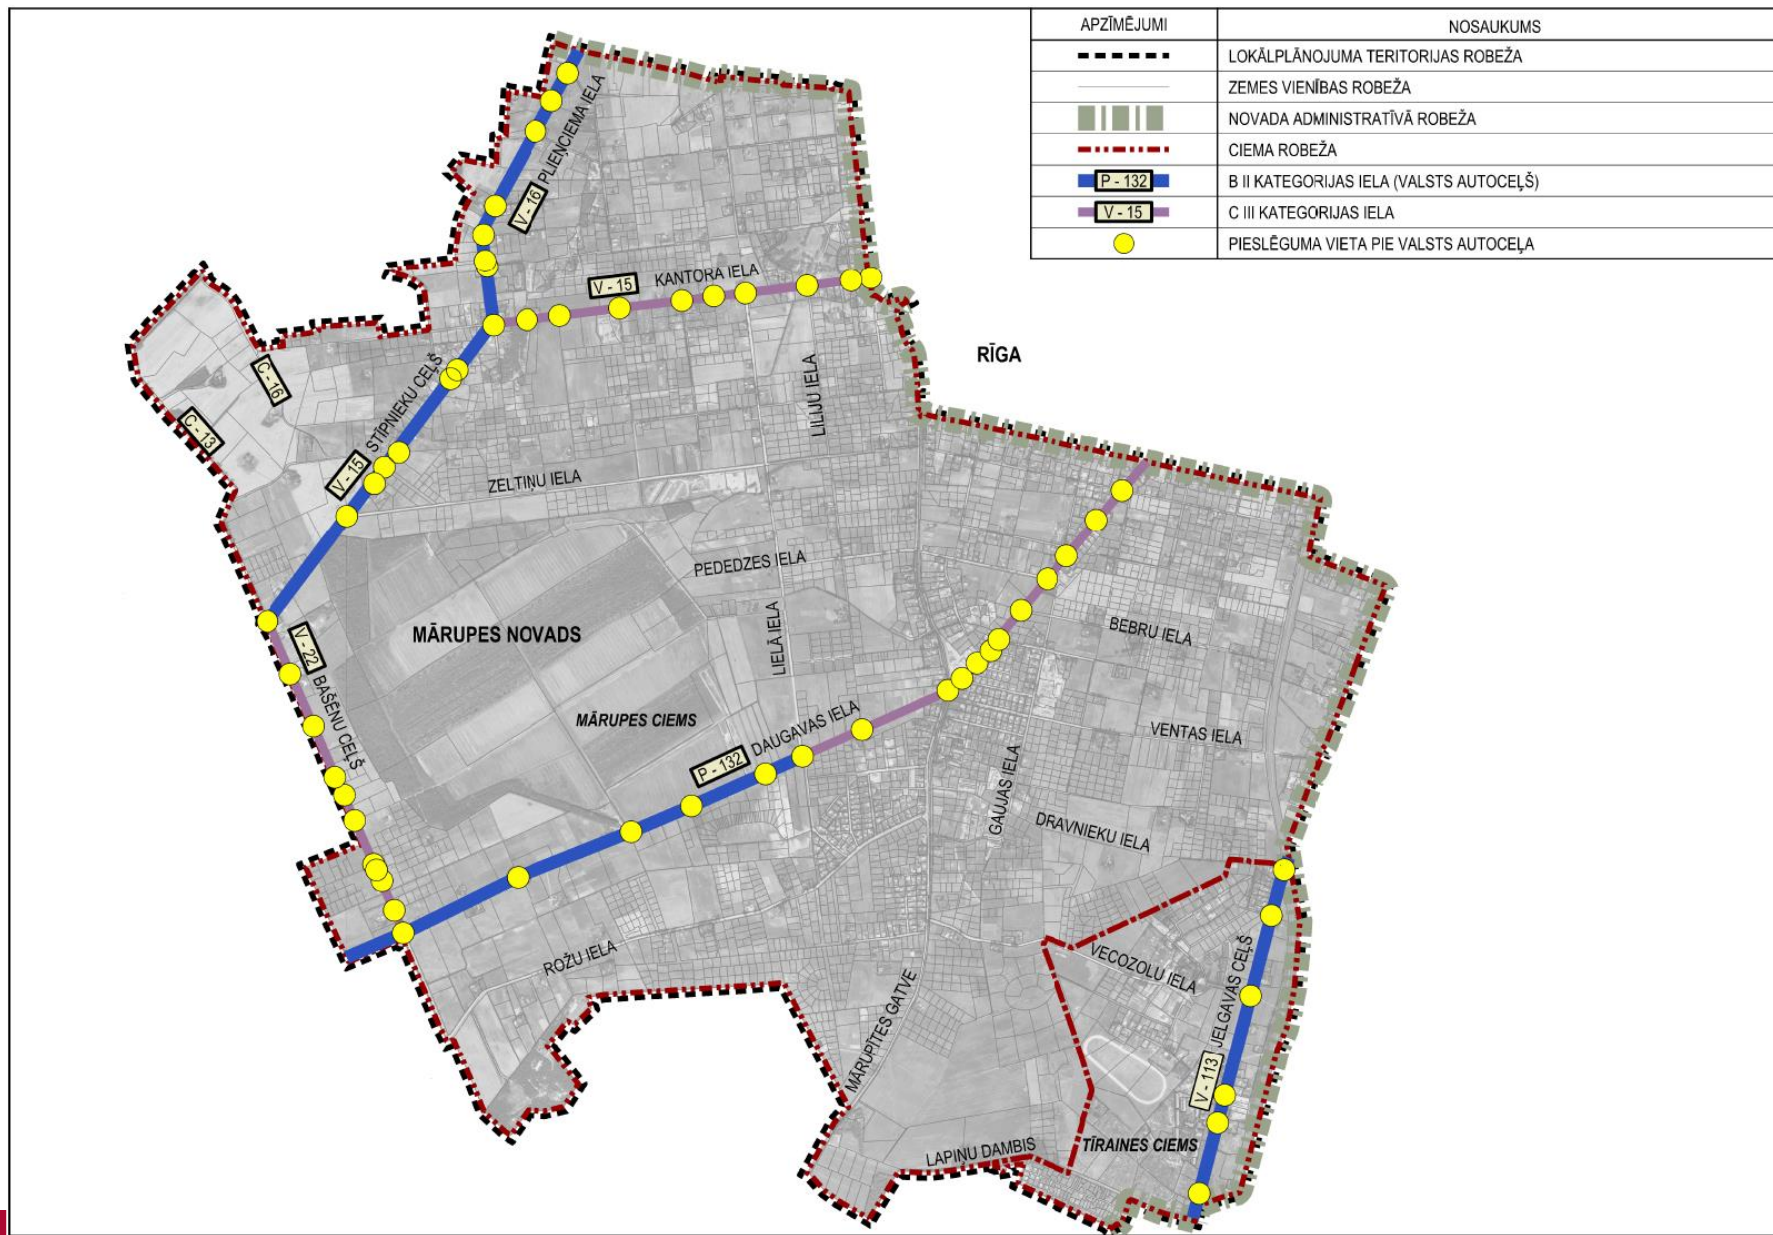 APZĪMĒJUMI NOSAUKUMS
LOKĀLPLĀNOJUMA TERITORIJAS ROBEŽA
ZEMES VIENĪBAS ROBEŽA
NOVADA ADMINISTRATĪVĀ ROBEŽA
CIEMA ROBEŽA
P - 132 B II KATEGORIJAS IELA (VALSTS AUTOCEĻŠ)
V - 15 C III KATEGORIJAS IELA
PIESLĒGUMA VIETA PIE VALSTS AUTOCEĻA
V - 16 PLIEŅCIEMA IELA
V - 15 KANTORA IELA
RĪGA
C - 16
C - 13
V - 15 STĪPNIEKU CEĻŠ
LILIJU IELA
ZELTIŅU IELA
PEDEDZES IELA
LIELĀ IELA
MĀRUPES NOVADS
BEBRU IELA
V - 22 BAŠĒNU CEĻŠ
MĀRUPES CIEMS
P - 132 DAUGAVAS IELA
VENTAS IELA
GAUJAS IELA
DRAVNIEKU IELA
ROŽU IELA
VECOZOLU IELA
MĀRUPĪTES GATVE
V - 113 JELGAVAS CEĻŠ
LAPIŅU DAMBIS
TĪRAINES CIEMS